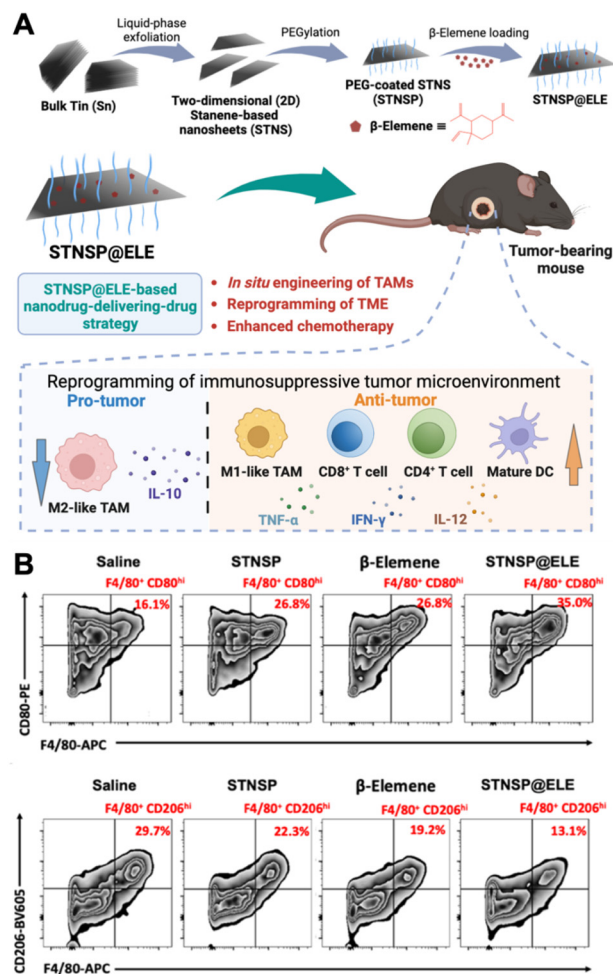 A
Liquid-phase
exfoliation
PEGylation
β-Elemene loading
Bulk Tin (Sn)
Two-dimensional (2D)
Stanene-based
nanosheets (STNS)
PEG-coated STNS
(STNSP)
STNSP@ELE
β-Elemene ≡
STNSP@ELE
Tumor-bearing
mouse
STNSP@ELE-based
nanodrug-delivering-drug
strategy
• In situ engineering of TAMs
• Reprogramming of TME
• Enhanced chemotherapy
Reprogramming of immunosuppressive tumor microenvironment
Pro-tumor
Anti-tumor
M2-like TAM
IL-10
M1-like TAM
CD8⁺ T cell
CD4⁺ T cell
Mature DC
TNF-α
IFN-γ
IL-12
B
Saline
STNSP
β-Elemene
STNSP@ELE
F4/80⁺ CD80ʰⁱ
F4/80⁺ CD80ʰⁱ
F4/80⁺ CD80ʰⁱ
F4/80⁺ CD80ʰⁱ
16.1%
26.8%
26.8%
35.0%
CD80-PE
F4/80-APC
Saline
STNSP
β-Elemene
STNSP@ELE
F4/80⁺ CD206ʰⁱ
F4/80⁺ CD206ʰⁱ
F4/80⁺ CD206ʰⁱ
F4/80⁺ CD206ʰⁱ
29.7%
22.3%
19.2%
13.1%
CD206-BV605
F4/80-APC